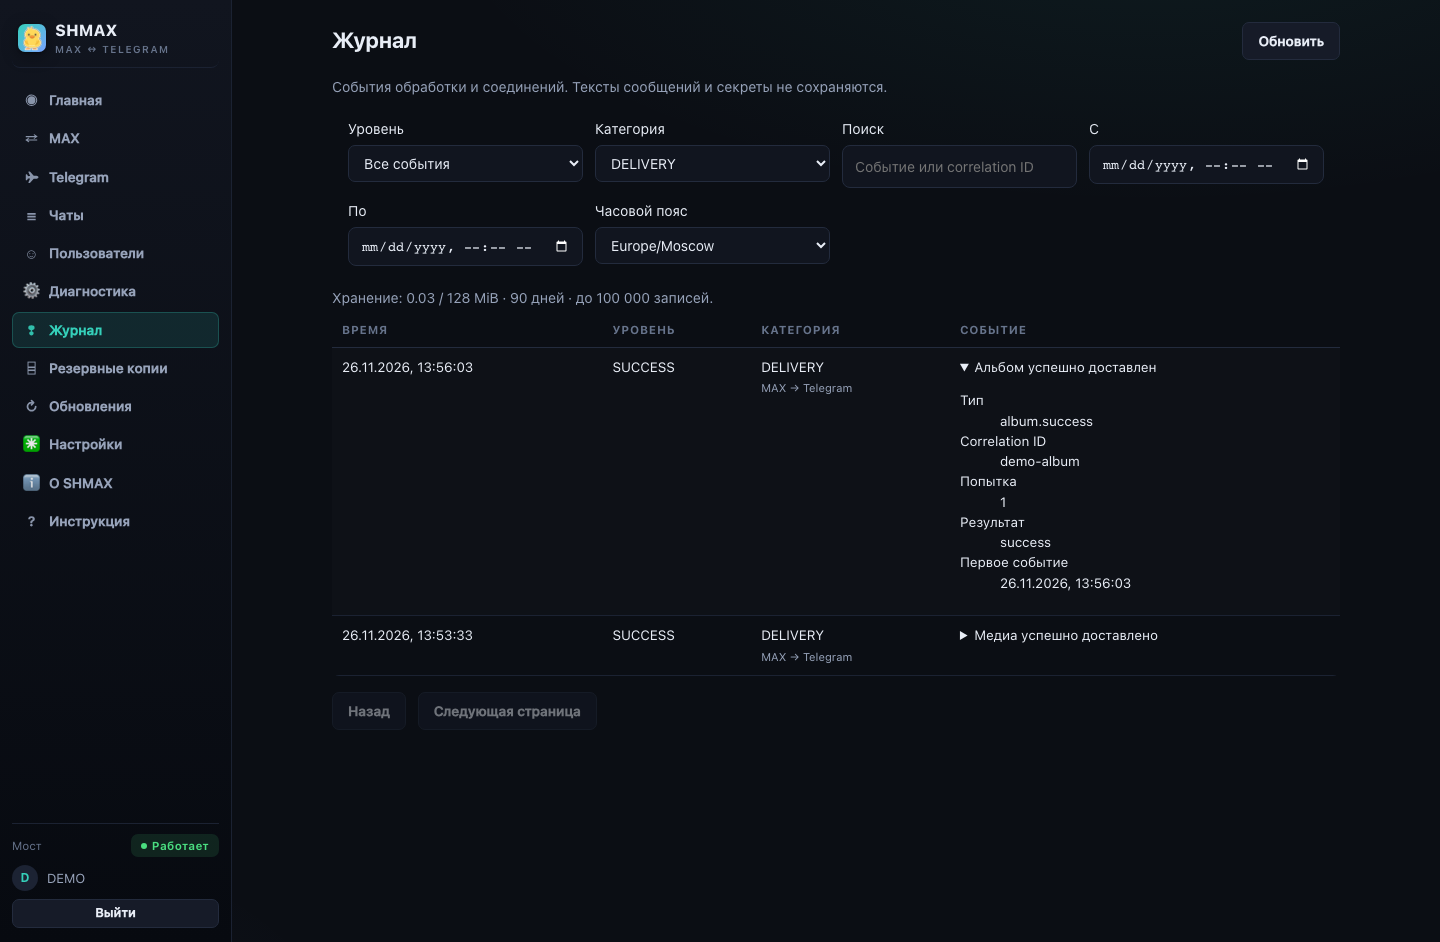 SHMAX
MAX ↔ TELEGRAM
Главная
MAX
Telegram
Чаты
Пользователи
Диагностика
Журнал
Резервные копии
Обновления
Настройки
О SHMAX
? Инструкция
Мост
Работает
D DEMO
Выйти
Журнал
Обновить
События обработки и соединений. Тексты сообщений и секреты не сохраняются.
Уровень Категория Поиск С
Все события DELIVERY Событие или correlation ID mm/dd/yyyy, --:-- --
По Часовой пояс
mm/dd/yyyy, --:-- -- Europe/Moscow
Хранение: 0.03 / 128 MiB · 90 дней · до 100 000 записей.
ВРЕМЯ УРОВЕНЬ КАТЕГОРИЯ СОБЫТИЕ
26.11.2026, 13:56:03 SUCCESS DELIVERY ▼ Альбом успешно доставлен
MAX → Telegram
Тип
album.success
Correlation ID
demo-album
Попытка
1
Результат
success
Первое событие
26.11.2026, 13:56:03
26.11.2026, 13:53:33 SUCCESS DELIVERY ▶ Медиа успешно доставлено
MAX → Telegram
Назад Следующая страница